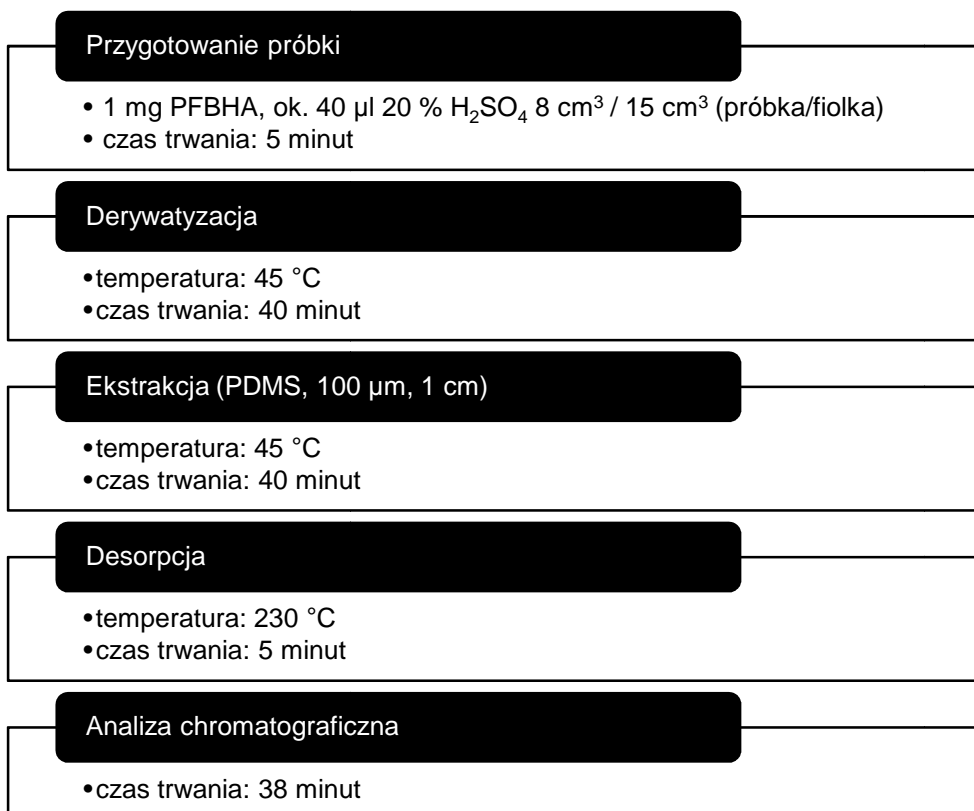 Przygotowanie próbki
• 1 mg PFBHA, ok. 40 µl 20 % H₂SO₄ 8 cm³ / 15 cm³ (próbka/fiolka)
• czas trwania: 5 minut
Derywatyzacja
•temperatura: 45 °C
•czas trwania: 40 minut
Ekstrakcja (PDMS, 100 µm, 1 cm)
•temperatura: 45 °C
•czas trwania: 40 minut
Desorpcja
•temperatura: 230 °C
•czas trwania: 5 minut
Analiza chromatograficzna
•czas trwania: 38 minut